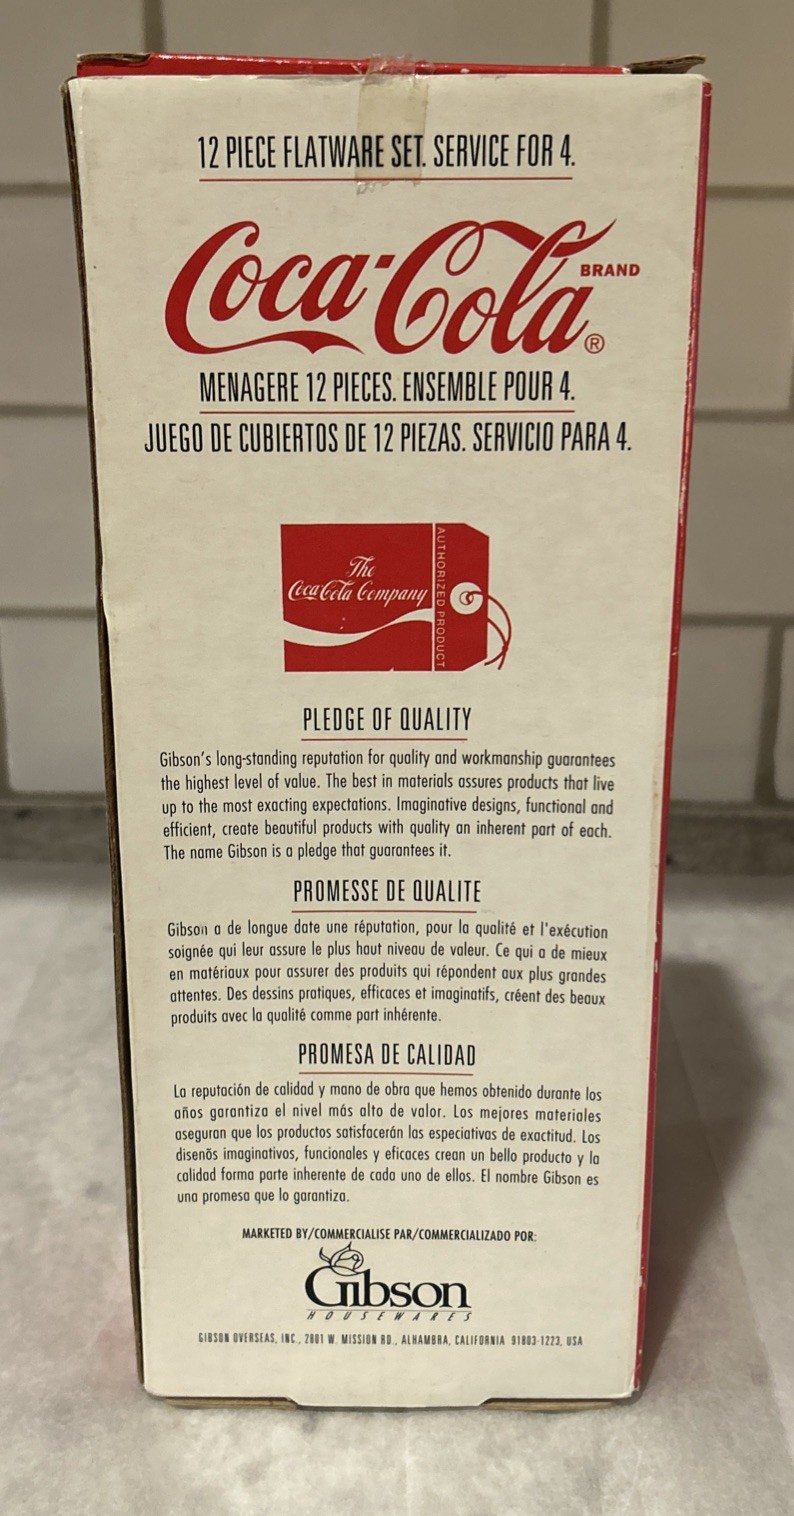 12 PIECE FLATWARE SET. SERVICE FOR 4.
Coca-Cola BRAND ®
MENAGERE 12 PIECES. ENSEMBLE POUR 4.
JUEGO DE CUBIERTOS DE 12 PIEZAS. SERVICIO PARA 4.
The
Coca-Cola Company
AUTHORIZED PRODUCT
PLEDGE OF QUALITY
Gibson's long-standing reputation for quality and workmanship guarantees
the highest level of value. The best in materials assures products that live
up to the most exacting expectations. Imaginative designs, functional and
efficient, create beautiful products with quality an inherent part of each.
The name Gibson is a pledge that guarantees it.
PROMESSE DE QUALITE
Gibson a de longue date une réputation, pour la qualité et l'exécution
soignée qui leur assure le plus haut niveau de valeur. Ce qui a de mieux
en matériaux pour assurer des produits qui répondent aux plus grandes
attentes. Des dessins pratiques, efficaces et imaginatifs, créent des beaux
produits avec la qualité comme part inhérente.
PROMESA DE CALIDAD
La reputación de calidad y mano de obra que hemos obtenido durante los
años garantiza el nivel más alto de valor. Los mejores materiales
aseguran que los productos satisfacerán las especiativas de exactitud. Los
disenõs imaginativos, funcionales y eficaces crean un bello producto y la
calidad forma parte inherente de cada uno de ellos. El nombre Gibson es
una promesa que lo garantiza.
MARKETED BY/COMMERCIALISE PAR/COMMERCIALIZADO POR:
Gibson
HOUSEWARES
GIBSON OVERSEAS, INC., 2801 W. MISSION RD., ALHAMBRA, CALIFORNIA 91803-1223, USA